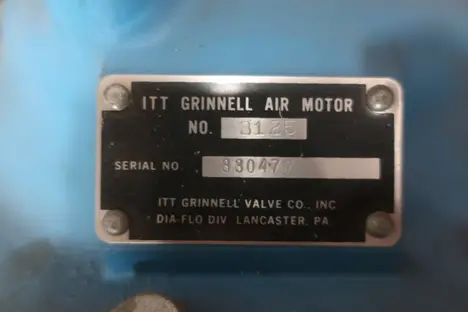 ITT GRINNELL AIR MOTOR
NO. 3125
SERIAL NO.
ITT GRINNELL VALVE CO., INC
DIA-FLO DIV. LANCASTER, PA.